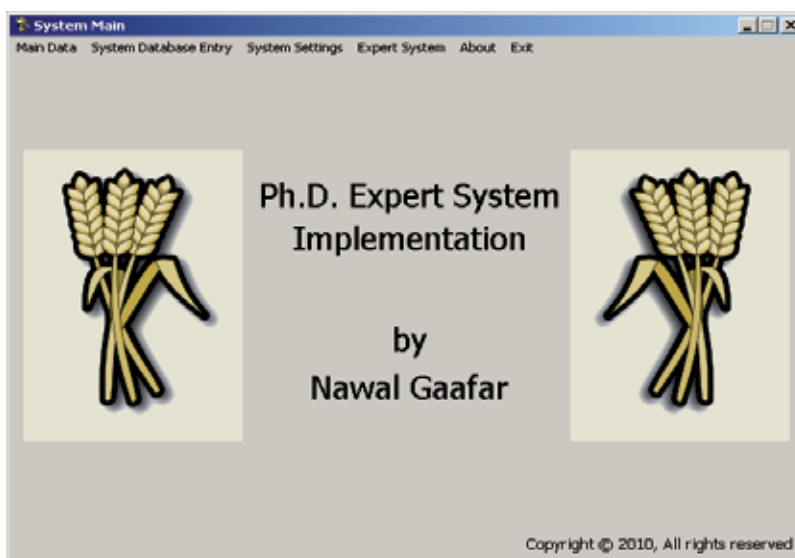 System Main
Main Data System Database Entry System Settings Expert System About Exit
Ph.D. Expert System
Implementation
by
Nawal Gaafar
Copyright © 2010, All rights reserved